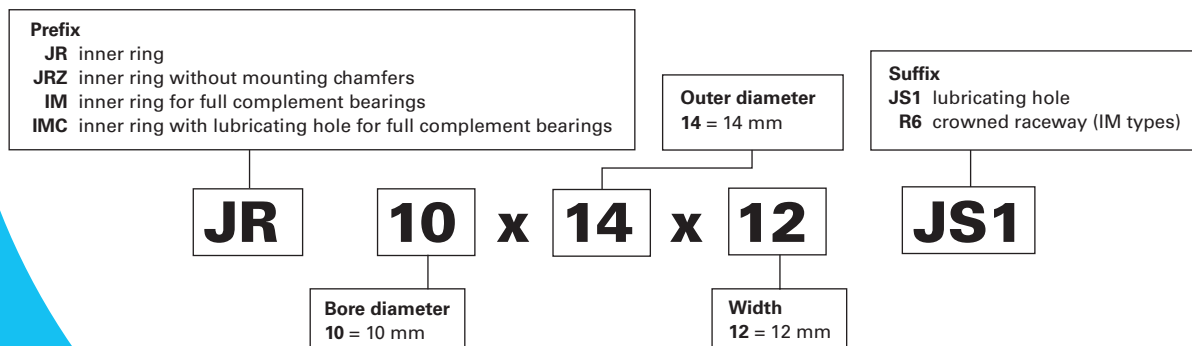 Prefix
JR inner ring
JRZ inner ring without mounting chamfers
IM inner ring for full complement bearings
IMC inner ring with lubricating hole for full complement bearings
Outer diameter
14 = 14 mm
Suffix
JS1 lubricating hole
R6 crowned raceway (IM types)
JR 10 x 14 x 12 JS1
Bore diameter
10 = 10 mm
Width
12 = 12 mm